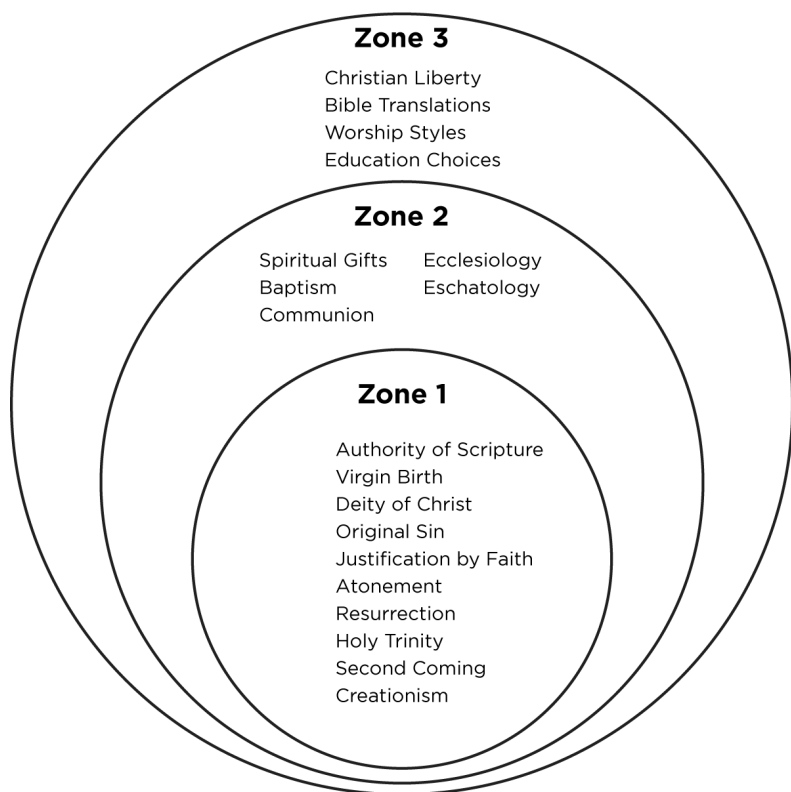 Zone 3
Christian Liberty
Bible Translations
Worship Styles
Education Choices
Zone 2
Spiritual Gifts
Baptism
Communion
Ecclesiology
Eschatology
Zone 1
Authority of Scripture
Virgin Birth
Deity of Christ
Original Sin
Justification by Faith
Atonement
Resurrection
Holy Trinity
Second Coming
Creationism